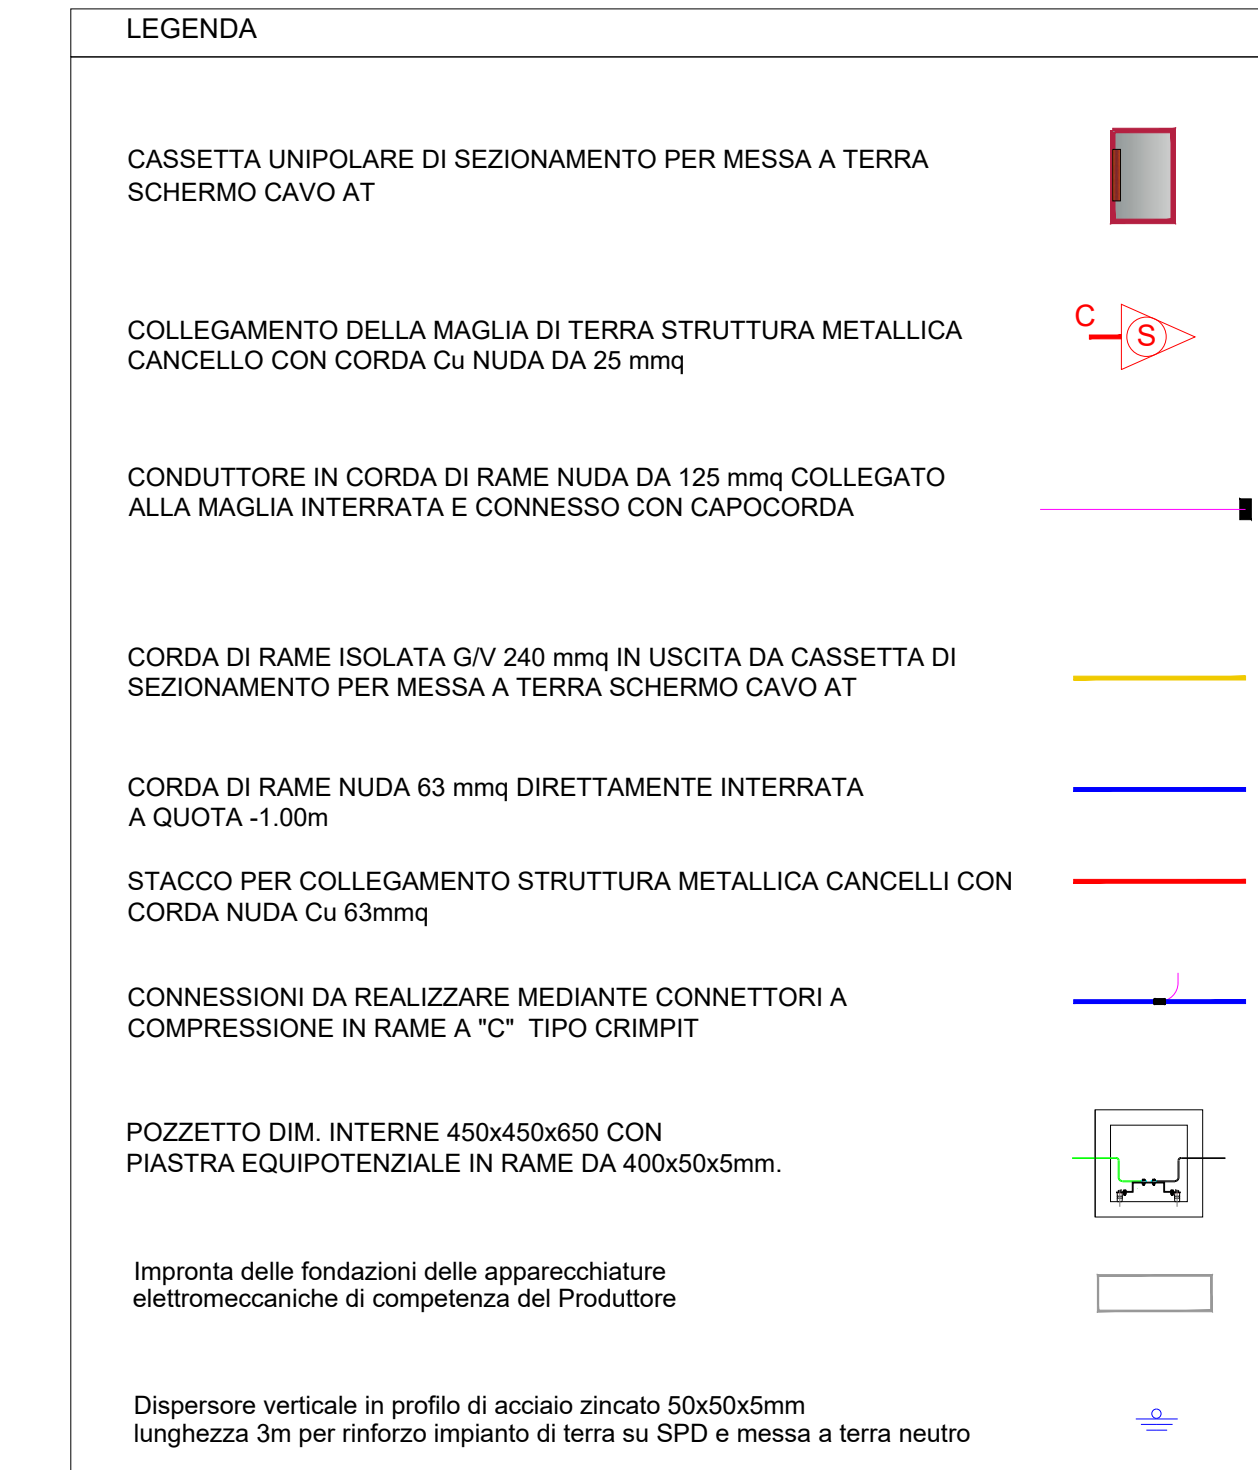 LEGENDA
CASSETTA UNIPOLARE DI SEZIONAMENTO PER MESSA A TERRA
SCHERMO CAVO AT
COLLEGAMENTO DELLA MAGLIA DI TERRA STRUTTURA METALLICA
CANCELLO CON CORDA Cu NUDA DA 25 mmq
C
S
CONDUTTORE IN CORDA DI RAME NUDA DA 125 mmq COLLEGATO
ALLA MAGLIA INTERRATA E CONNESSO CON CAPOCORDA
CORDA DI RAME ISOLATA G/V 240 mmq IN USCITA DA CASSETTA DI
SEZIONAMENTO PER MESSA A TERRA SCHERMO CAVO AT
CORDA DI RAME NUDA 63 mmq DIRETTAMENTE INTERRATA
A QUOTA -1.00m
STACCO PER COLLEGAMENTO STRUTTURA METALLICA CANCELLI CON
CORDA NUDA Cu 63mmq
CONNESSIONI DA REALIZZARE MEDIANTE CONNETTORI A
COMPRESSIONE IN RAME A "C" TIPO CRIMPIT
POZZETTO DIM. INTERNE 450x450x650 CON
PIASTRA EQUIPOTENZIALE IN RAME DA 400x50x5mm.
Impronta delle fondazioni delle apparecchiature
elettromeccaniche di competenza del Produttore
Dispersore verticale in profilo di acciaio zincato 50x50x5mm
lunghezza 3m per rinforzo impianto di terra su SPD e messa a terra neutro